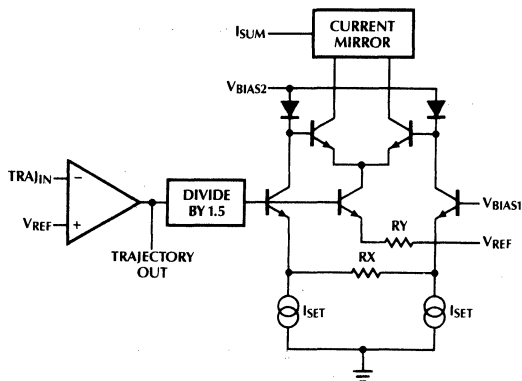 CURRENT
MIRROR
ISUM
VBIAS2
TRAJIN
−
VREF
+
DIVIDE
BY 1.5
TRAJECTORY
OUT
VBIAS1
RY
VREF
RX
ISET
ISET